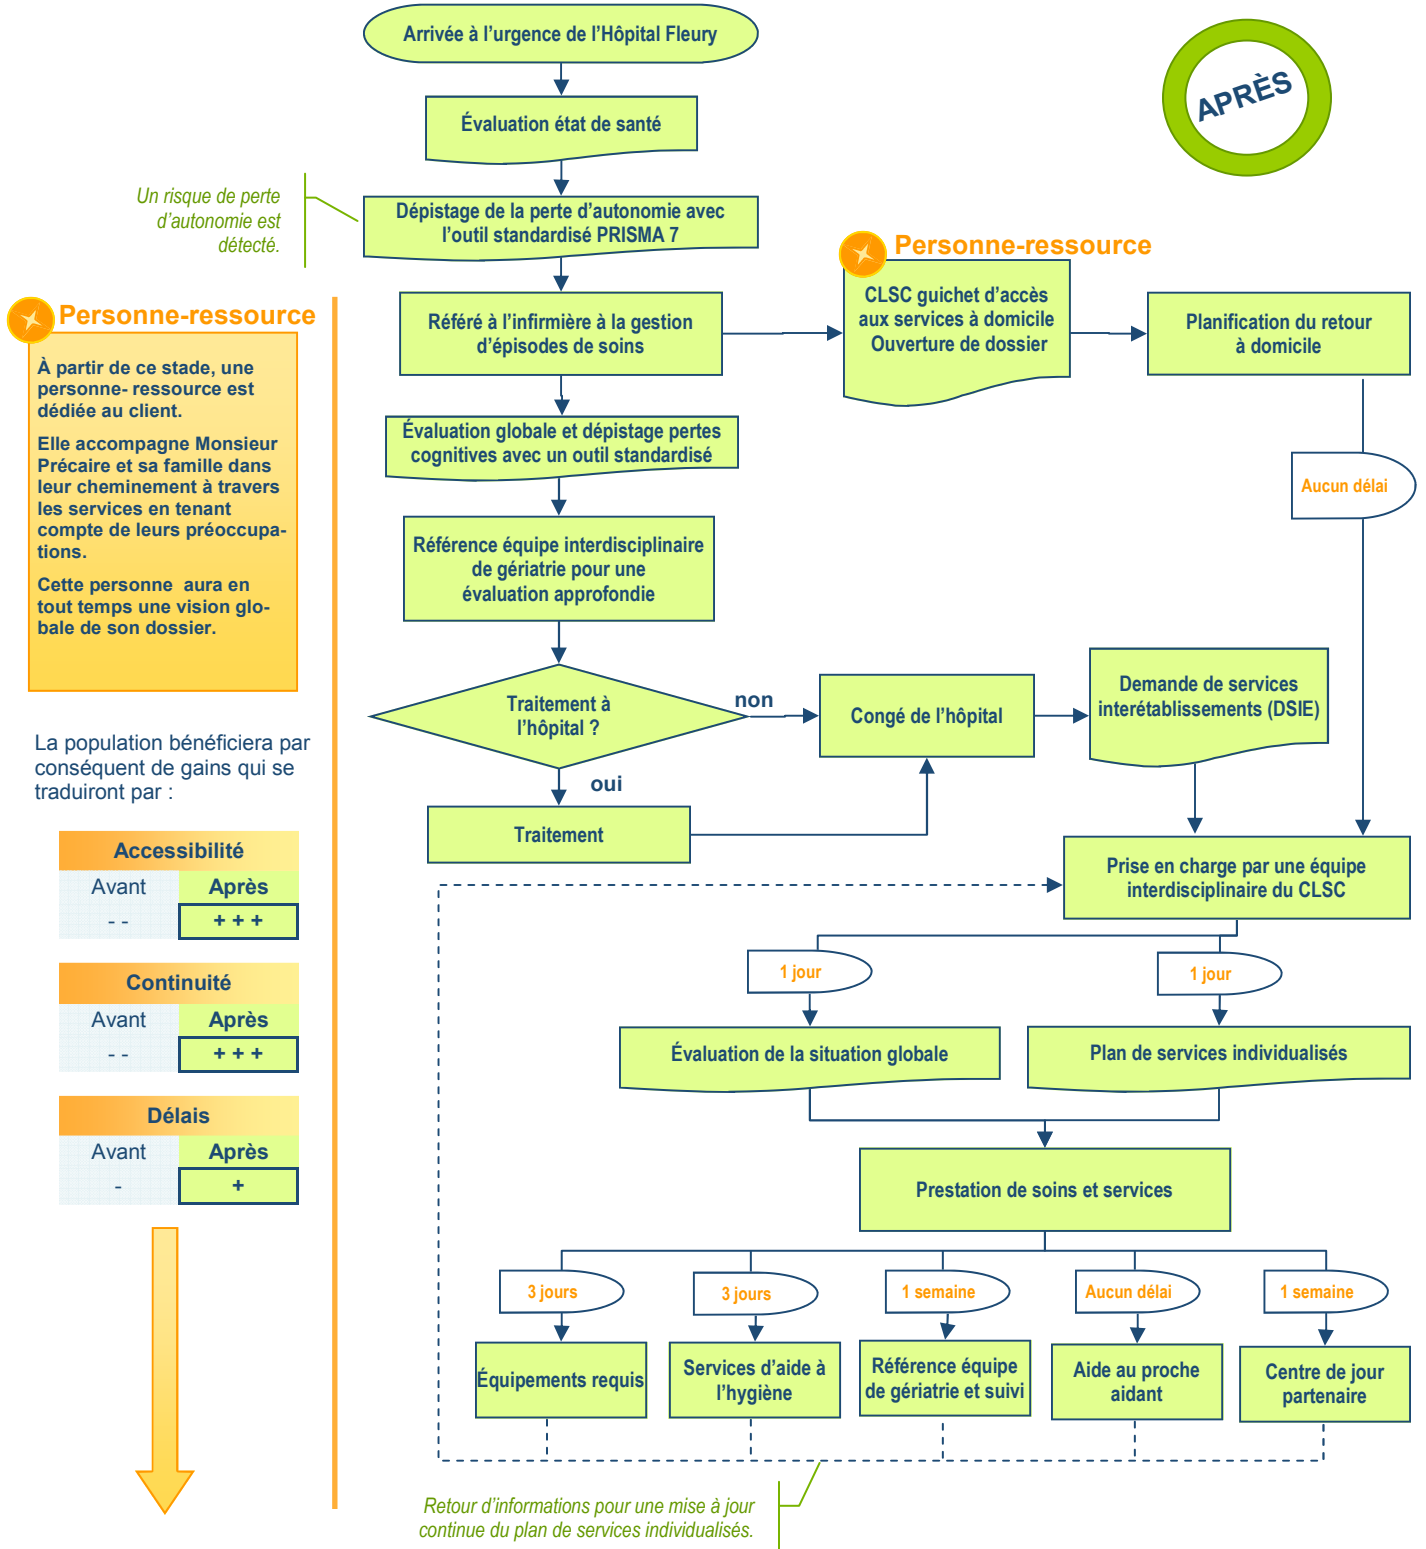 Arrivée à l'urgence de l'Hôpital Fleury
APRÈS
Évaluation état de santé
Un risque de perte
d'autonomie est
détecté.
Dépistage de la perte d'autonomie avec
l'outil standardisé PRISMA 7
Personne-ressource
CLSC guichet d'accès
aux services à domicile
Ouverture de dossier
Référé à l'infirmière à la gestion
d'épisodes de soins
Planification du retour
à domicile
Personne-ressource
À partir de ce stade, une
personne- ressource est
dédiée au client.
Elle accompagne Monsieur
Précaire et sa famille dans
leur cheminement à travers
les services en tenant
compte de leurs préoccupa-
tions.
Cette personne aura en
tout temps une vision glo-
bale de son dossier.
Évaluation globale et dépistage pertes
cognitives avec un outil standardisé
Aucun délai
Référence équipe interdisciplinaire
de gériatrie pour une
évaluation approfondie
Traitement à
l'hôpital ?
non
oui
Congé de l'hôpital
Demande de services
interétablissements (DSIE)
Traitement
La population bénéficiera par
conséquent de gains qui se
traduiront par :
Accessibilité
Avant Après
- - + + +
Continuité
Avant Après
- - + + +
Délais
Avant Après
- +
Prise en charge par une équipe
interdisciplinaire du CLSC
1 jour
1 jour
Évaluation de la situation globale
Plan de services individualisés
Prestation de soins et services
3 jours
3 jours
1 semaine
Aucun délai
1 semaine
Équipements requis
Services d'aide à
l'hygiène
Référence équipe
de gériatrie et suivi
Aide au proche
aidant
Centre de jour
partenaire
Retour d'informations pour une mise à jour
continue du plan de services individualisés.